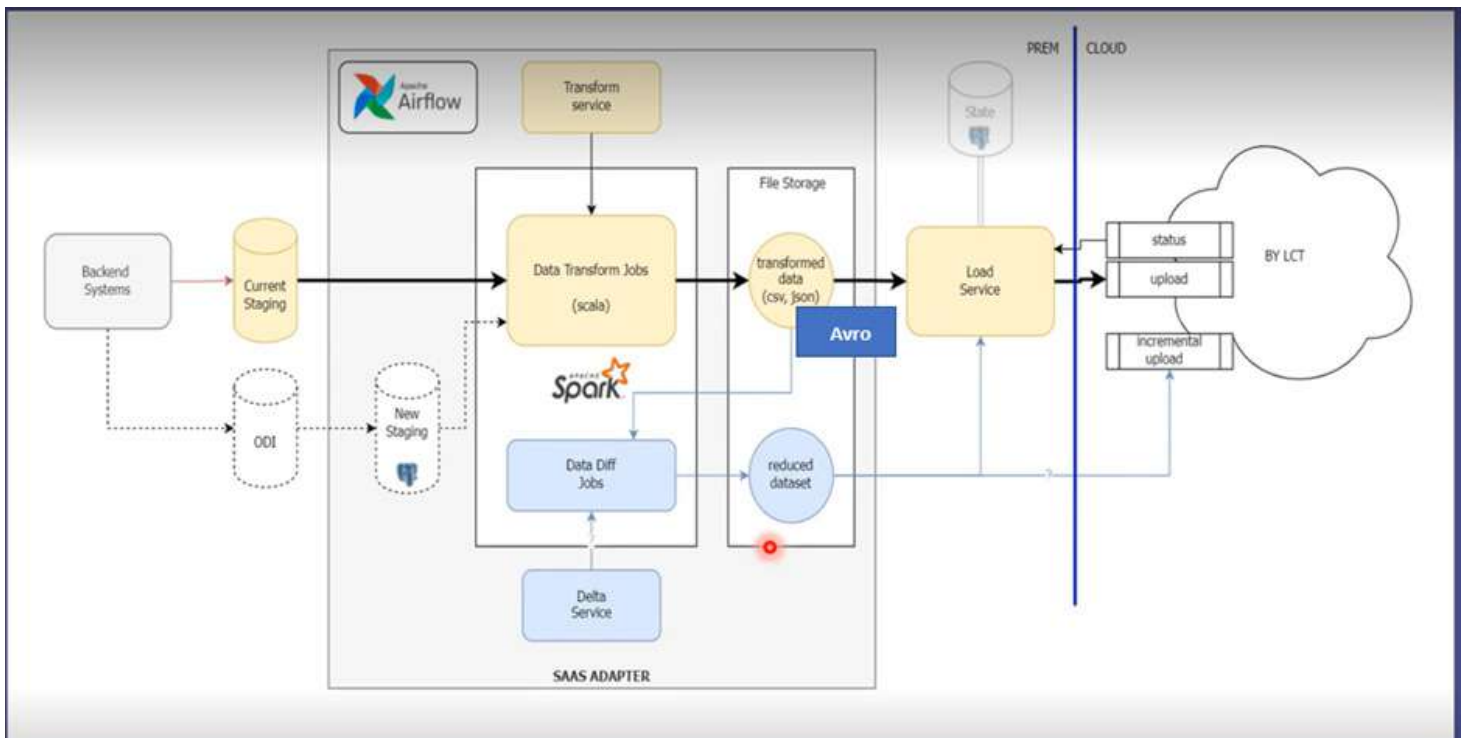 PREM
CLOUD
Apache
Airflow
Transform
service
State
File Storage
Backend
Systems
Current
Staging
Data Transform Jobs
(scala)
transformed
data
(csv, json)
Avro
Load
Service
status
upload
incremental
upload
BY LCT
APACHE
Spark
ODI
New
Staging
Data Diff
Jobs
reduced
dataset
?
?
Delta
Service
SAAS ADAPTER